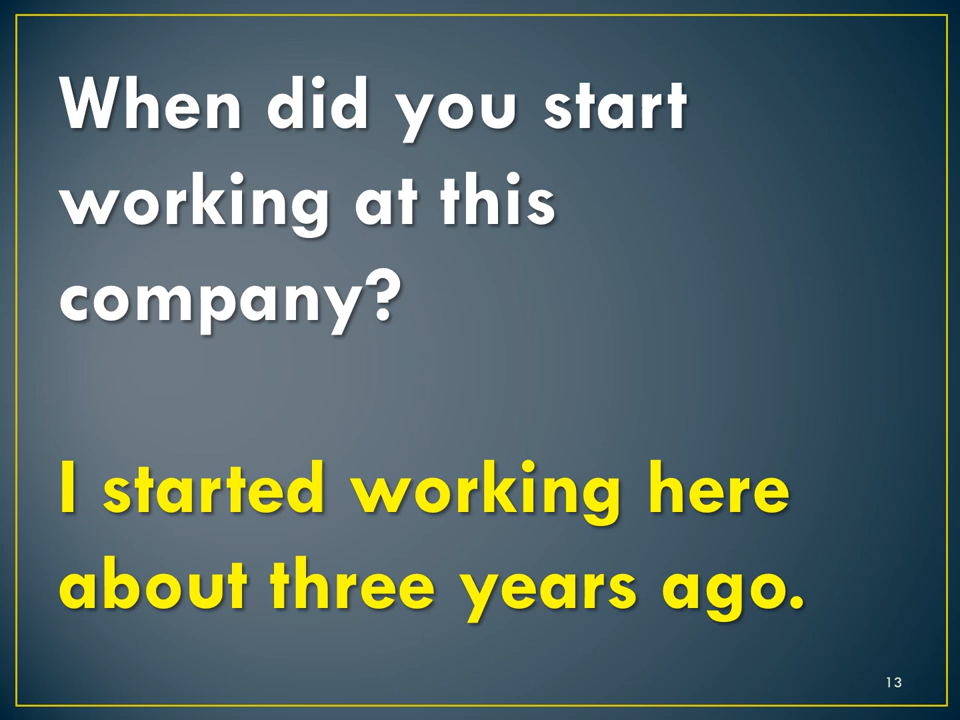 When did you start
working at this
company?
I started working here
about three years ago.
13